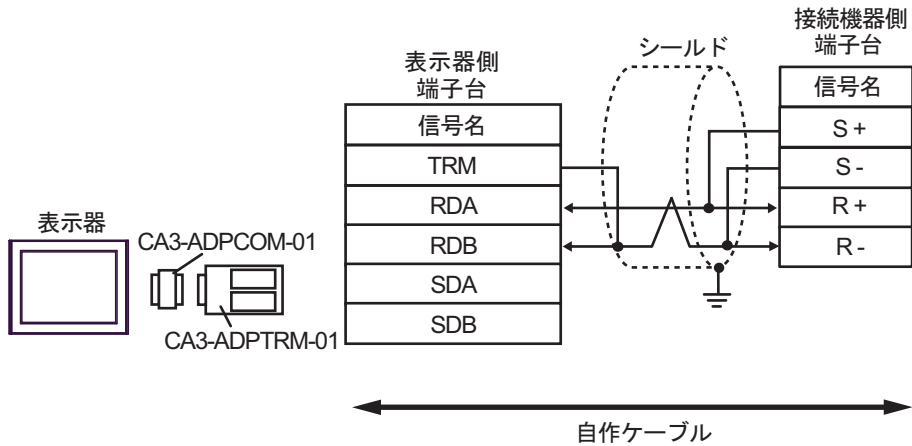 接続機器側
端子台
シールド
表示器側
端子台
信号名
信号名
S +
TRM
S -
RDA
R +
表示器
CA3-ADPCOM-01
RDB
R -
SDA
SDB
CA3-ADPTRM-01
自作ケーブル